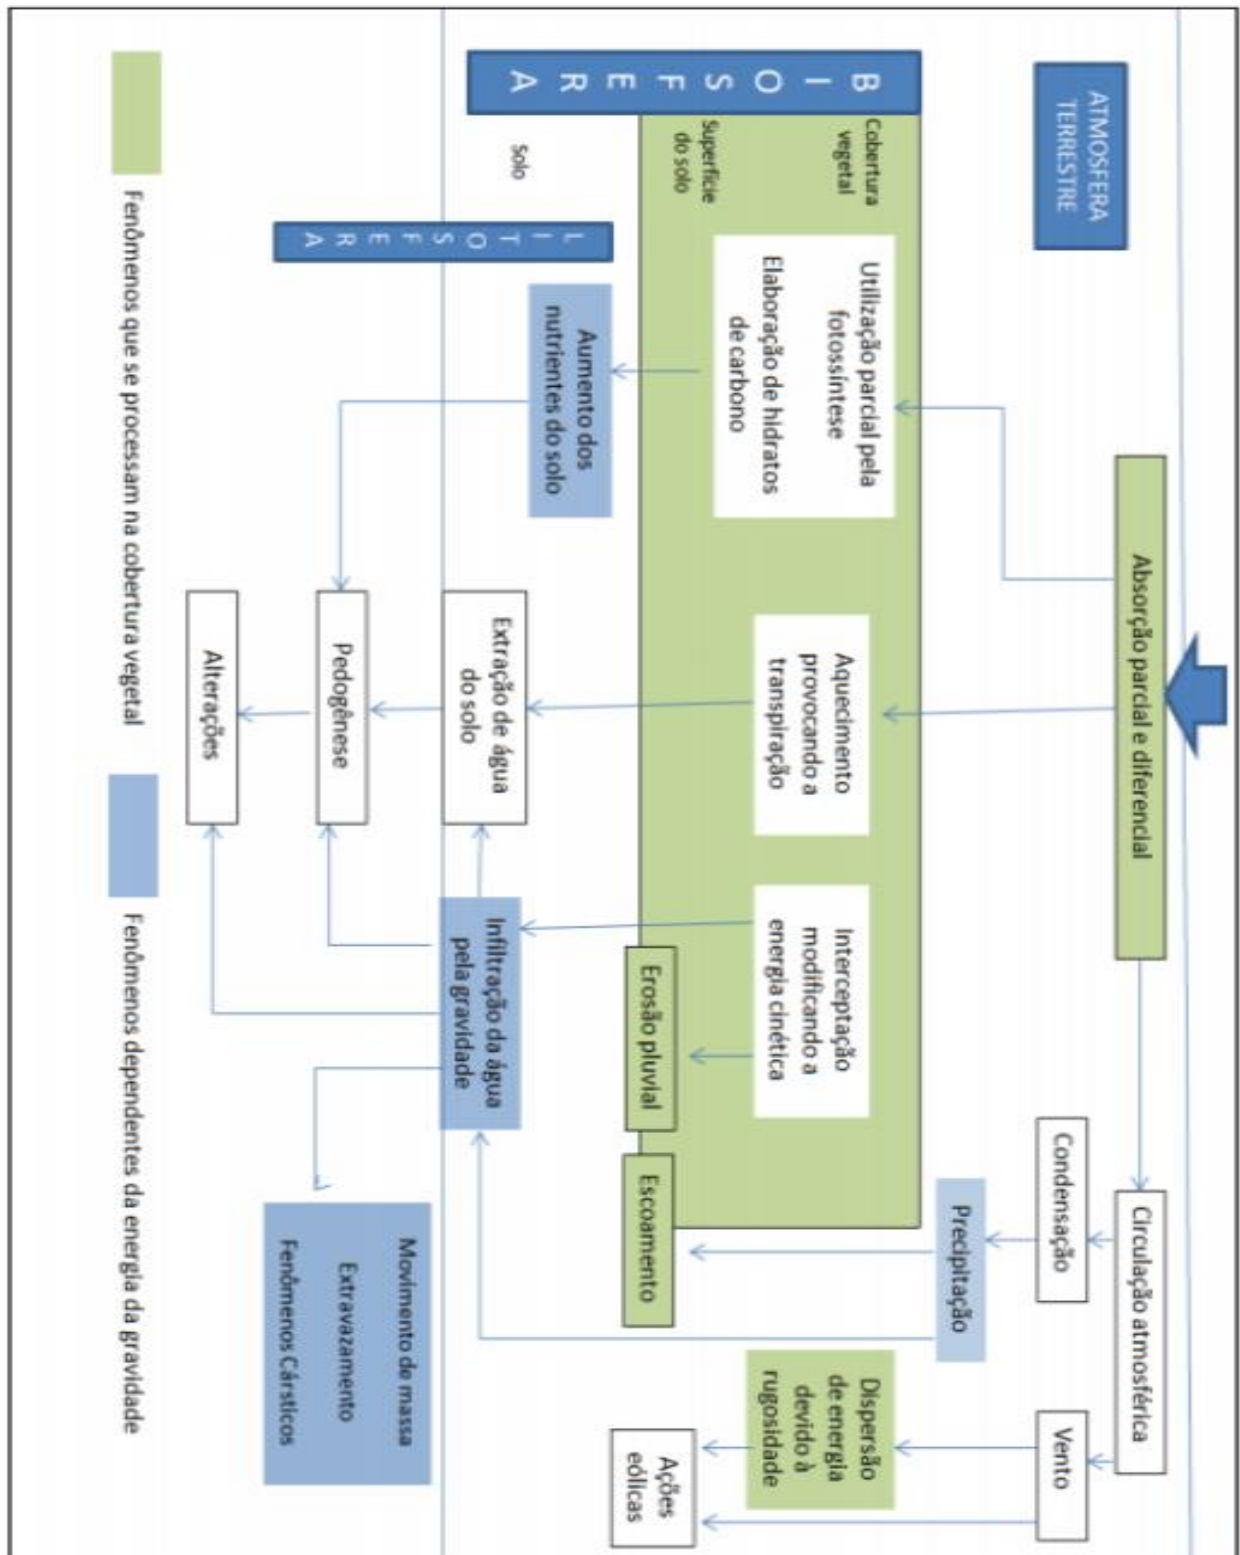 ATMOSFERA
TERRESTRE
Absorção parcial e diferencial
Circulação atmosférica
Condensação
Vento
Precipitação
BIOSFERA
Cobertura
vegetal
Superfície
do solo
Solo
Utilização parcial pela
fotossíntese
Elaboração de hidratos
de carbono
Aquecimento
provocando a
transpiração
Interceptação
modificando a
energia cinética
Dispersão
de energia
devido à
rugosidade
Erosão pluvial
Escoamento
Ações
eólicas
LITOSFERA
Aumento dos
nutrientes do solo
Extração de água
do solo
Infiltração da água
pela gravidade
Pedogênese
Alterações
Movimento de massa
Extravazamento
Fenômenos Cársticos
Fenômenos que se processam na cobertura vegetal
Fenômenos dependentes da energia da gravidade